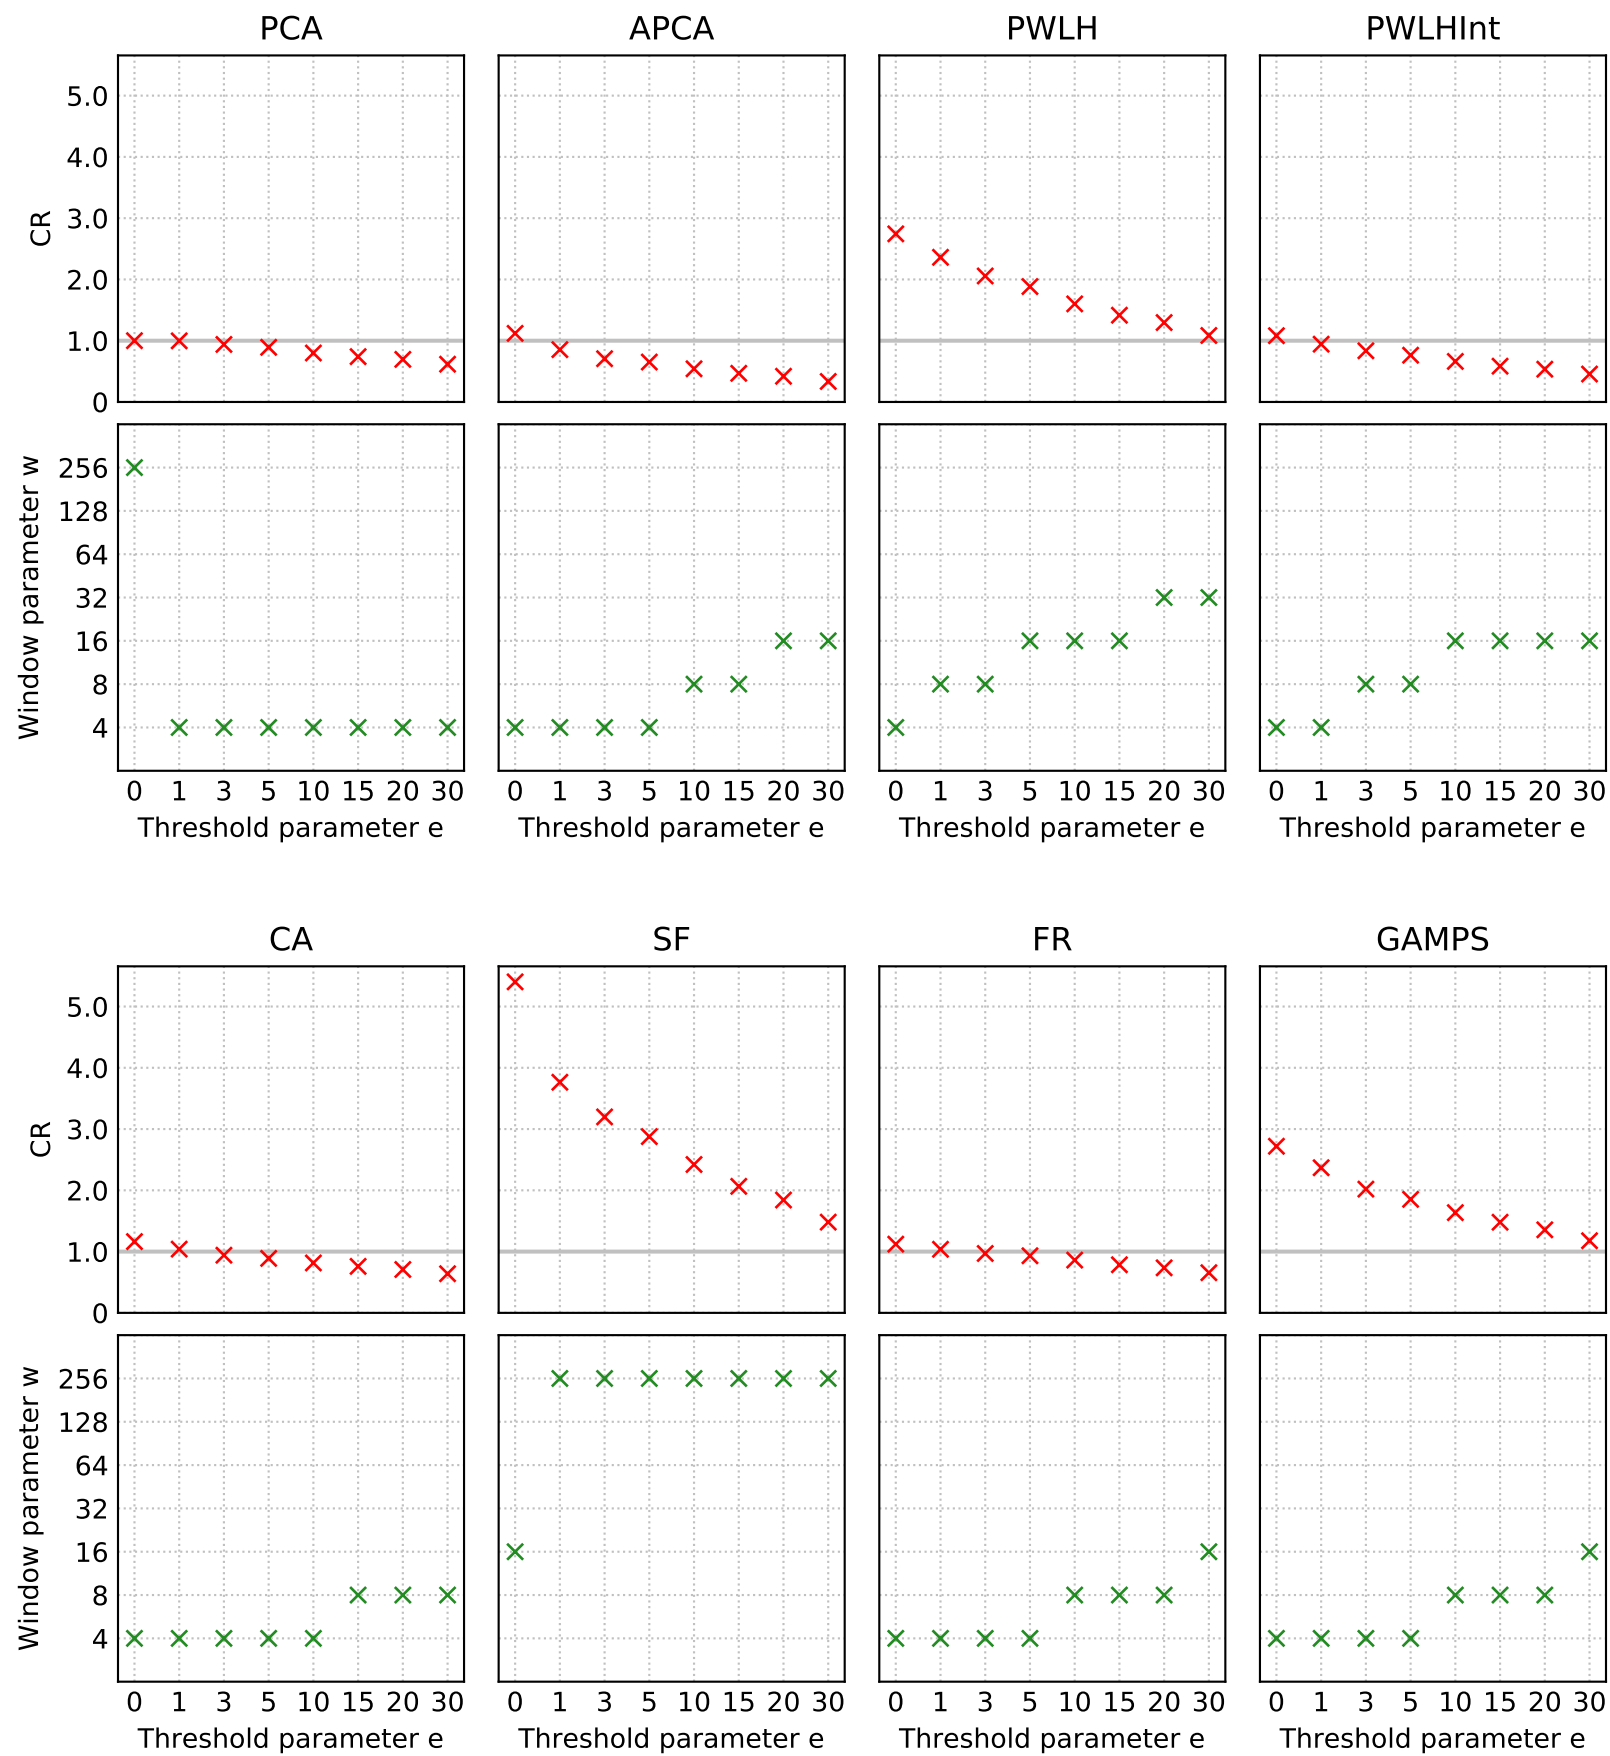 PCA APCA PWLH PWLHInt
CR
5.0
4.0
3.0
2.0
1.0
0
Window parameter w
256
128
64
32
16
8
4
0 1 3 5 10 15 20 30 0 1 3 5 10 15 20 30 0 1 3 5 10 15 20 30 0 1 3 5 10 15 20 30
Threshold parameter e Threshold parameter e Threshold parameter e Threshold parameter e
CA SF FR GAMPS
CR
5.0
4.0
3.0
2.0
1.0
0
Window parameter w
256
128
64
32
16
8
4
0 1 3 5 10 15 20 30 0 1 3 5 10 15 20 30 0 1 3 5 10 15 20 30 0 1 3 5 10 15 20 30
Threshold parameter e Threshold parameter e Threshold parameter e Threshold parameter e